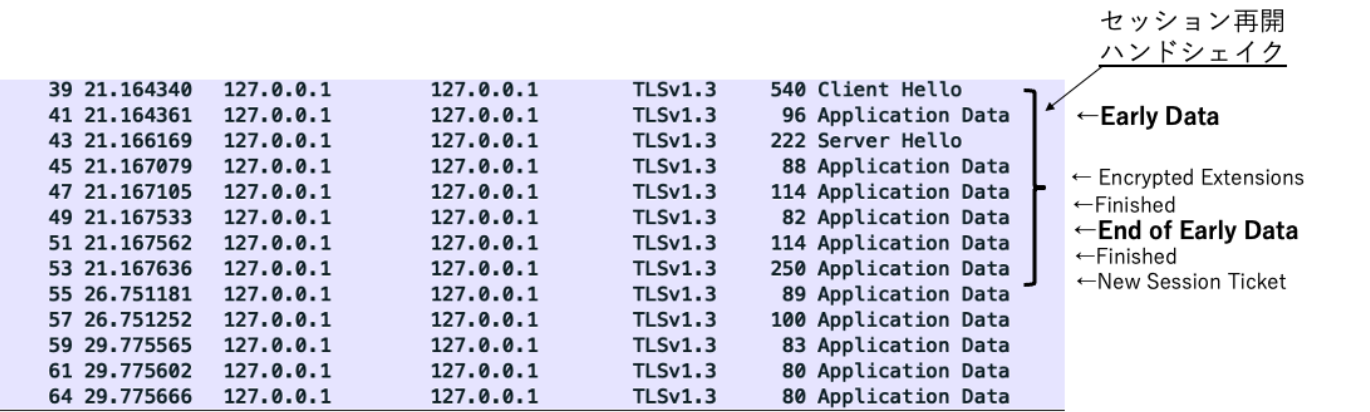 セッション再開
ハンドシェイク
39 21.164340 127.0.0.1 127.0.0.1 TLSv1.3 540 Client Hello
41 21.164361 127.0.0.1 127.0.0.1 TLSv1.3 96 Application Data ←Early Data
43 21.166169 127.0.0.1 127.0.0.1 TLSv1.3 222 Server Hello
45 21.167079 127.0.0.1 127.0.0.1 TLSv1.3 88 Application Data ← Encrypted Extensions
47 21.167105 127.0.0.1 127.0.0.1 TLSv1.3 114 Application Data ←Finished
49 21.167533 127.0.0.1 127.0.0.1 TLSv1.3 82 Application Data ←End of Early Data
51 21.167562 127.0.0.1 127.0.0.1 TLSv1.3 114 Application Data ←Finished
53 21.167636 127.0.0.1 127.0.0.1 TLSv1.3 250 Application Data ←New Session Ticket
55 26.751181 127.0.0.1 127.0.0.1 TLSv1.3 89 Application Data
57 26.751252 127.0.0.1 127.0.0.1 TLSv1.3 100 Application Data
59 29.775565 127.0.0.1 127.0.0.1 TLSv1.3 83 Application Data
61 29.775602 127.0.0.1 127.0.0.1 TLSv1.3 80 Application Data
64 29.775666 127.0.0.1 127.0.0.1 TLSv1.3 80 Application Data